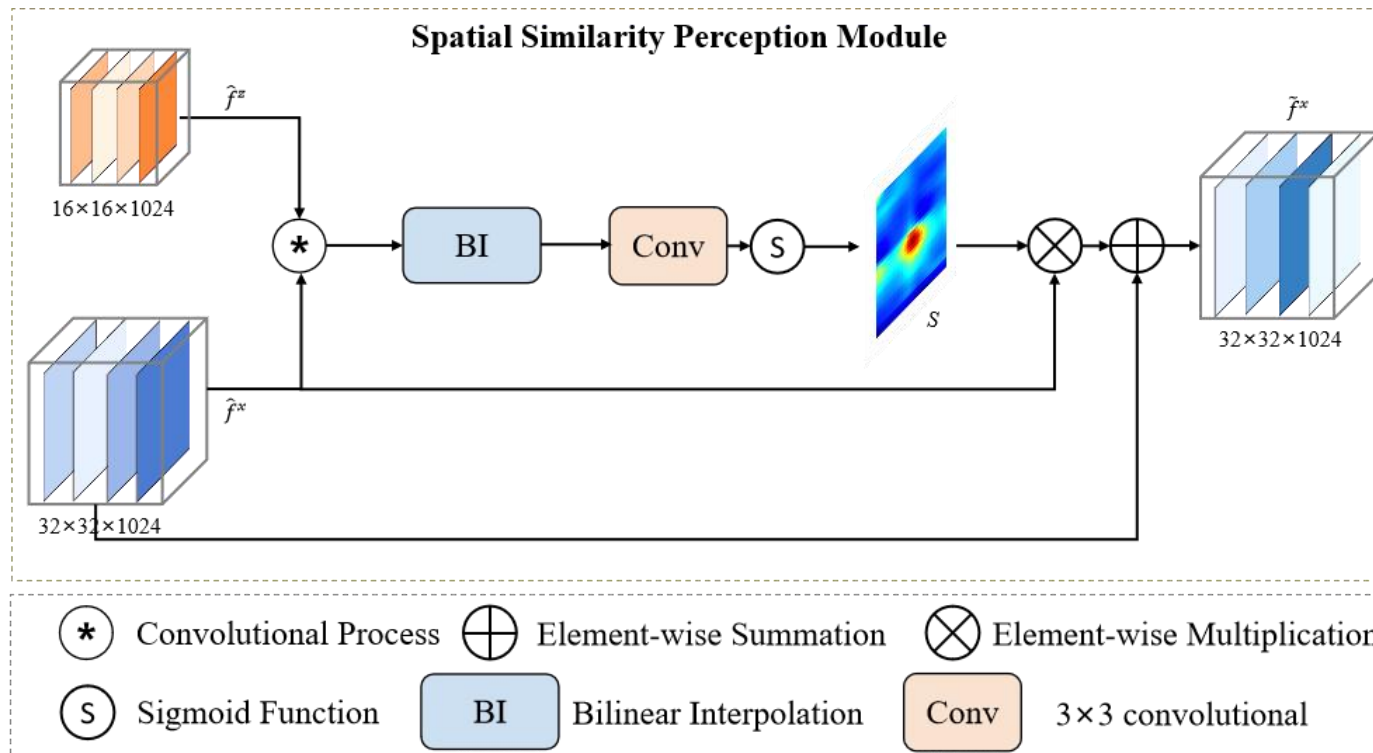 Spatial Similarity Perception Module
f̂ᶻ
f̃ˣ
16×16×1024
*
BI
Conv
S
S
32×32×1024
f̂ˣ
32×32×1024
* Convolutional Process
Element-wise Summation
Element-wise Multiplication
S Sigmoid Function
BI Bilinear Interpolation
Conv 3×3 convolutional